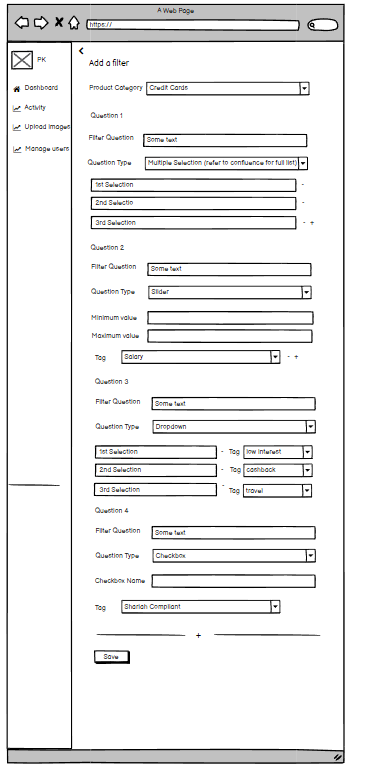 A Web Page
https://
PK
Dashboard
Activity
Upload Images
Manage users
Add a filter
Product Category Credit Cards
Question 1
Filter Question Some text
Question Type Multiple Selection (refer to confluence for full list)
1st Selection -
2nd Selectio -
3rd Selection - +
Question 2
Filter Question Some text
Question Type Slider
Minimum value
Maximum value
Tag Salary - +
Question 3
Filter Question Some text
Question Type Dropdown
1st Selection - Tag low interest
2nd Selection - Tag cashback
3rd Selection - Tag travel
Question 4
Filter Question Some text
Question Type Checkbox
Checkbox Name
Tag Shariah Compliant
+
Save